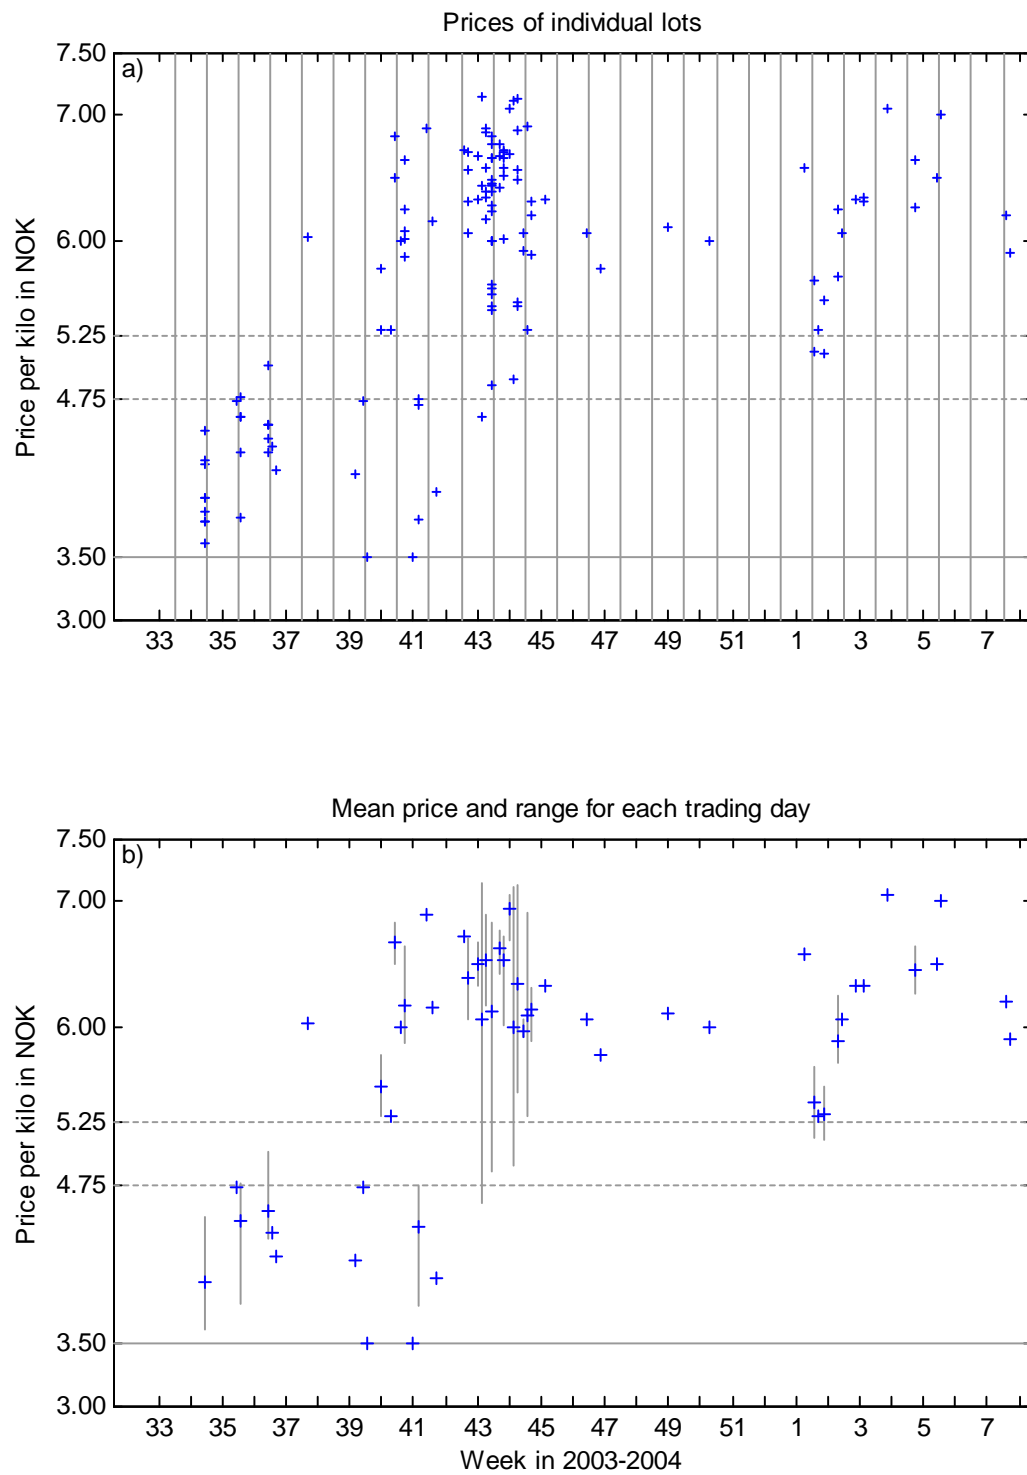 Prices of individual lots
a)
7.50
7.00
6.00
5.25
4.75
3.50
3.00
Price per kilo in NOK
33 35 37 39 41 43 45 47 49 51 1 3 5 7
Mean price and range for each trading day
b)
7.50
7.00
6.00
5.25
4.75
3.50
3.00
Price per kilo in NOK
33 35 37 39 41 43 45 47 49 51 1 3 5 7
Week in 2003-2004